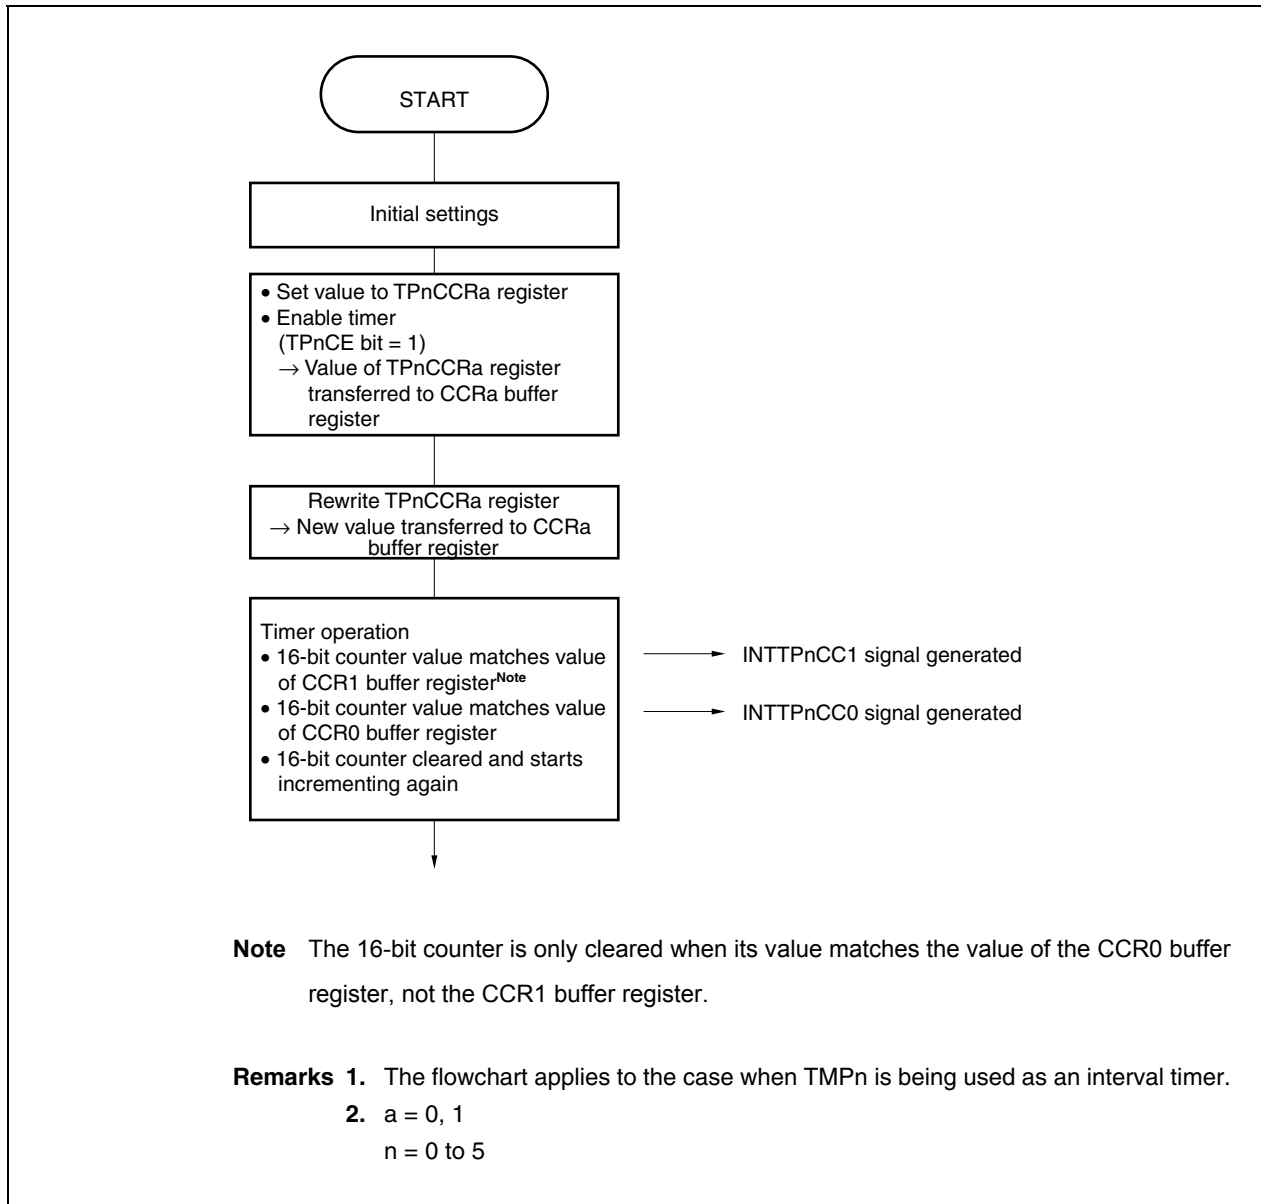 START
Initial settings
• Set value to TPnCCRa register
• Enable timer
(TPnCE bit = 1)
→ Value of TPnCCRa register
transferred to CCRa buffer
register
Rewrite TPnCCRa register
→ New value transferred to CCRa
buffer register
Timer operation
• 16-bit counter value matches value
of CCR1 buffer registerNote
• 16-bit counter value matches value
of CCR0 buffer register
• 16-bit counter cleared and starts
incrementing again
INTTPnCC1 signal generated
INTTPnCC0 signal generated
Note The 16-bit counter is only cleared when its value matches the value of the CCR0 buffer
register, not the CCR1 buffer register.
Remarks 1. The flowchart applies to the case when TMPn is being used as an interval timer.
2. a = 0, 1
n = 0 to 5